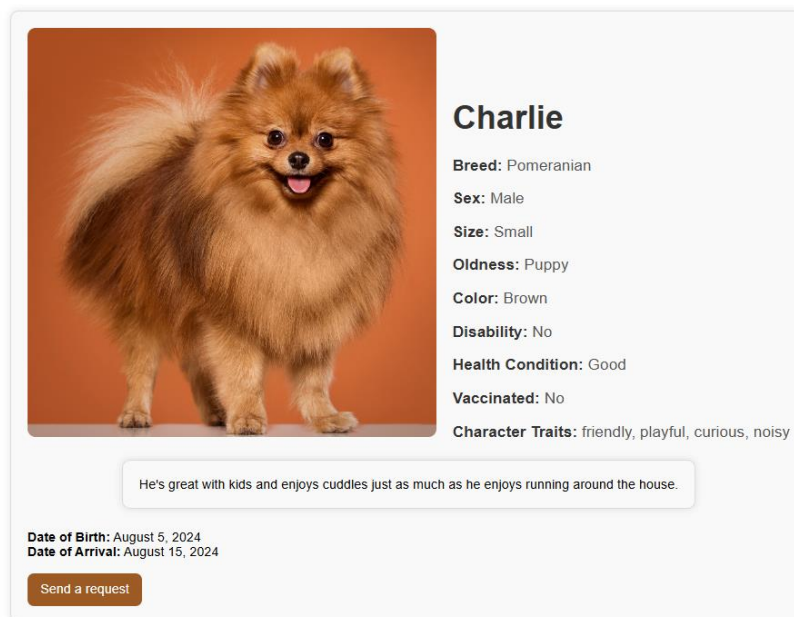 Charlie
Breed: Pomeranian
Sex: Male
Size: Small
Oldness: Puppy
Color: Brown
Disability: No
Health Condition: Good
Vaccinated: No
Character Traits: friendly, playful, curious, noisy
He's great with kids and enjoys cuddles just as much as he enjoys running around the house.
Date of Birth: August 5, 2024
Date of Arrival: August 15, 2024
Send a request